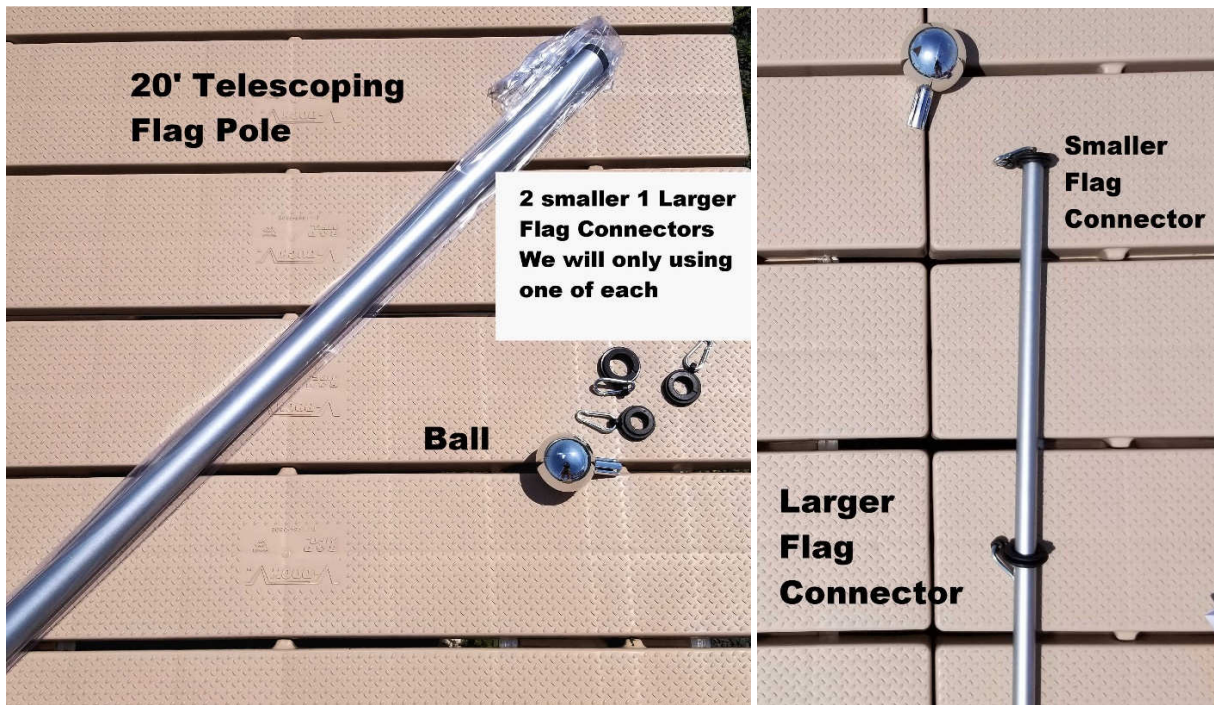 20' Telescoping
Flag Pole
2 smaller 1 Larger
Flag Connectors
We will only using
one of each
Ball
Smaller
Flag
Connector
Larger
Flag
Connector